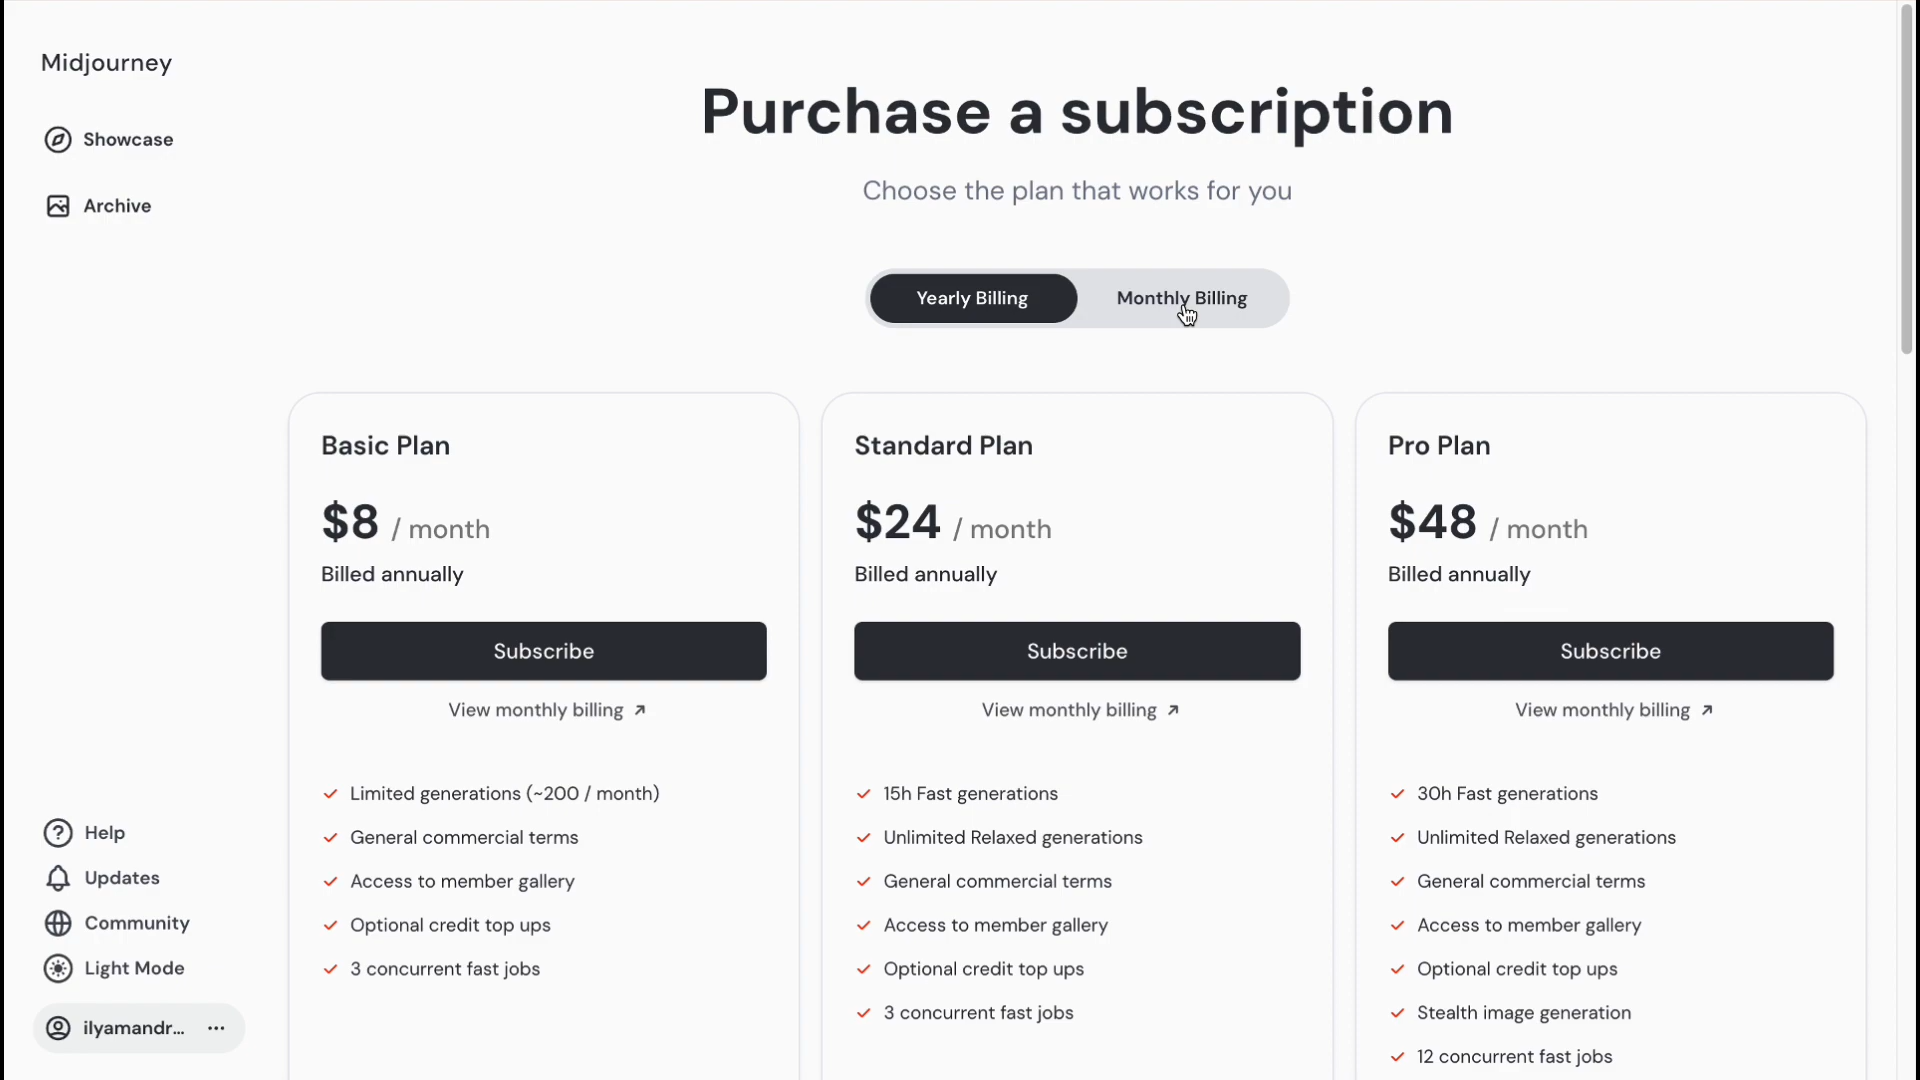 Midjourney
Showcase
Archive
Purchase a subscription
Choose the plan that works for you
Yearly Billing
Monthly Billing
Basic Plan
$8 / month
Billed annually
Subscribe
View monthly billing ↗
Limited generations (~200 / month)
General commercial terms
Access to member gallery
Optional credit top ups
3 concurrent fast jobs
Standard Plan
$24 / month
Billed annually
Subscribe
View monthly billing ↗
15h Fast generations
Unlimited Relaxed generations
General commercial terms
Access to member gallery
Optional credit top ups
3 concurrent fast jobs
Pro Plan
$48 / month
Billed annually
Subscribe
View monthly billing ↗
30h Fast generations
Unlimited Relaxed generations
General commercial terms
Access to member gallery
Optional credit top ups
Stealth image generation
12 concurrent fast jobs
Help
Updates
Community
Light Mode
ilyamandr... ...